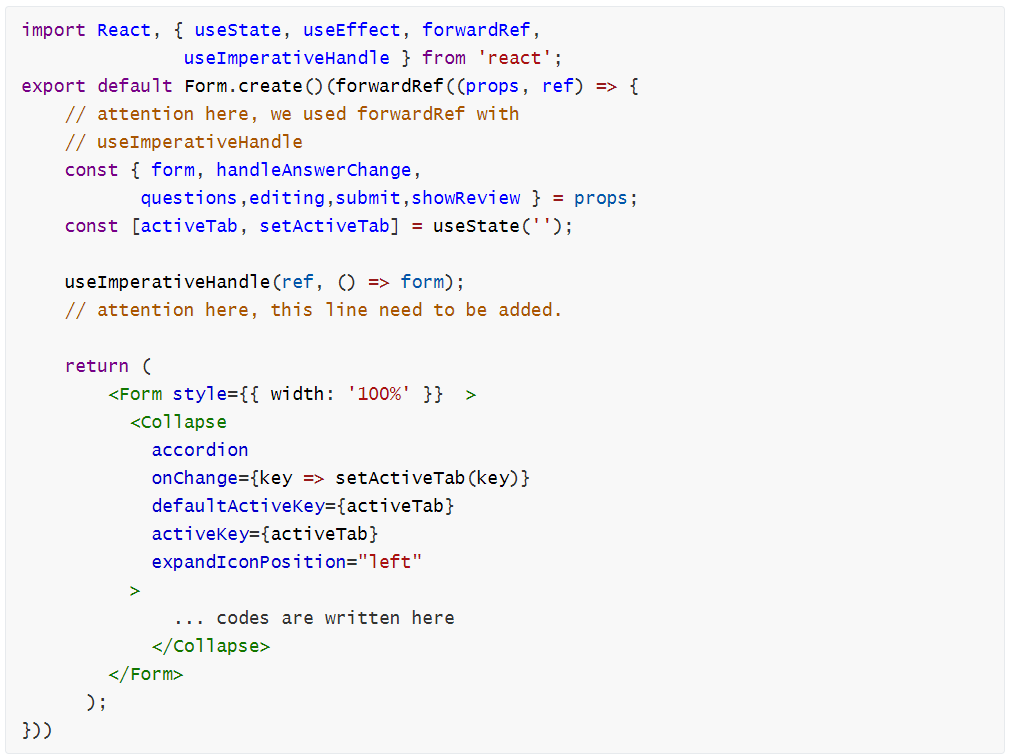 import React, { useState, useEffect, forwardRef,
               useImperativeHandle } from 'react';
export default Form.create()(forwardRef((props, ref) => {
    // attention here, we used forwardRef with
    // useImperativeHandle
    const { form, handleAnswerChange,
           questions,editing,submit,showReview } = props;
    const [activeTab, setActiveTab] = useState('');

    useImperativeHandle(ref, () => form);
    // attention here, this line need to be added.

    return (
        <Form style={{ width: '100%' }}  >
          <Collapse
            accordion
            onChange={key => setActiveTab(key)}
            defaultActiveKey={activeTab}
            activeKey={activeTab}
            expandIconPosition="left"
          >
              ... codes are written here
            </Collapse>
        </Form>
      );
}))